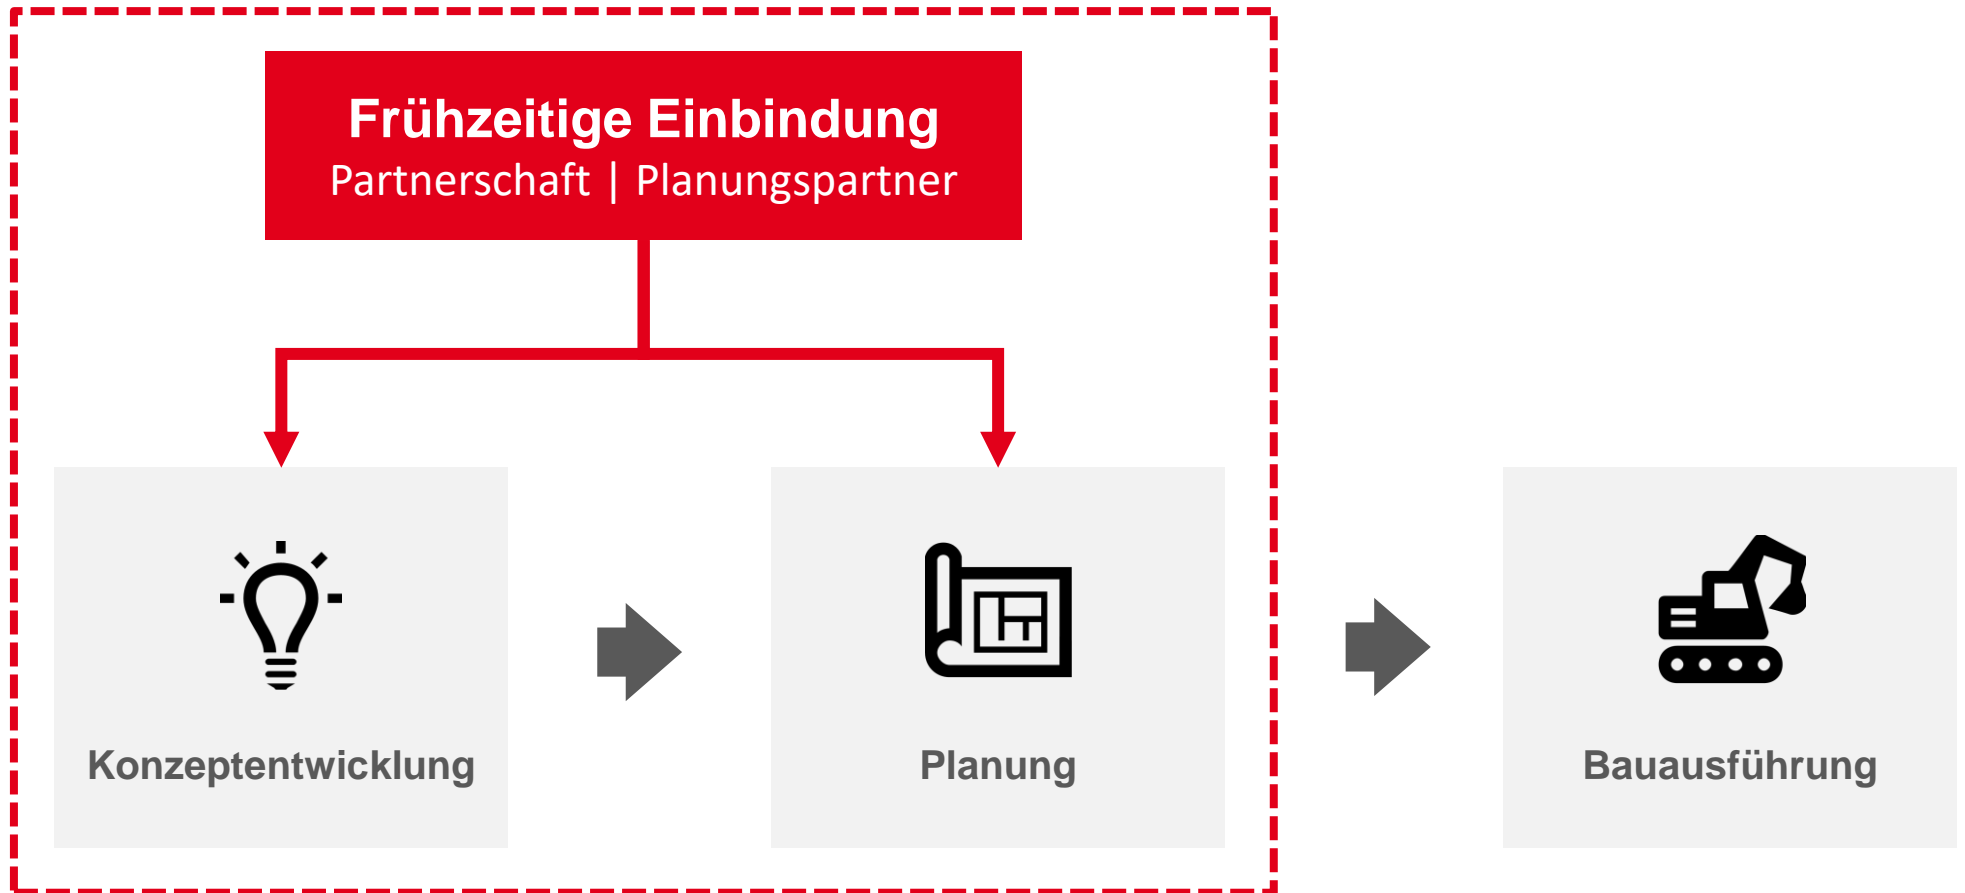 Frühzeitige Einbindung
Partnerschaft | Planungspartner
Konzeptentwicklung
Planung
Bauausführung